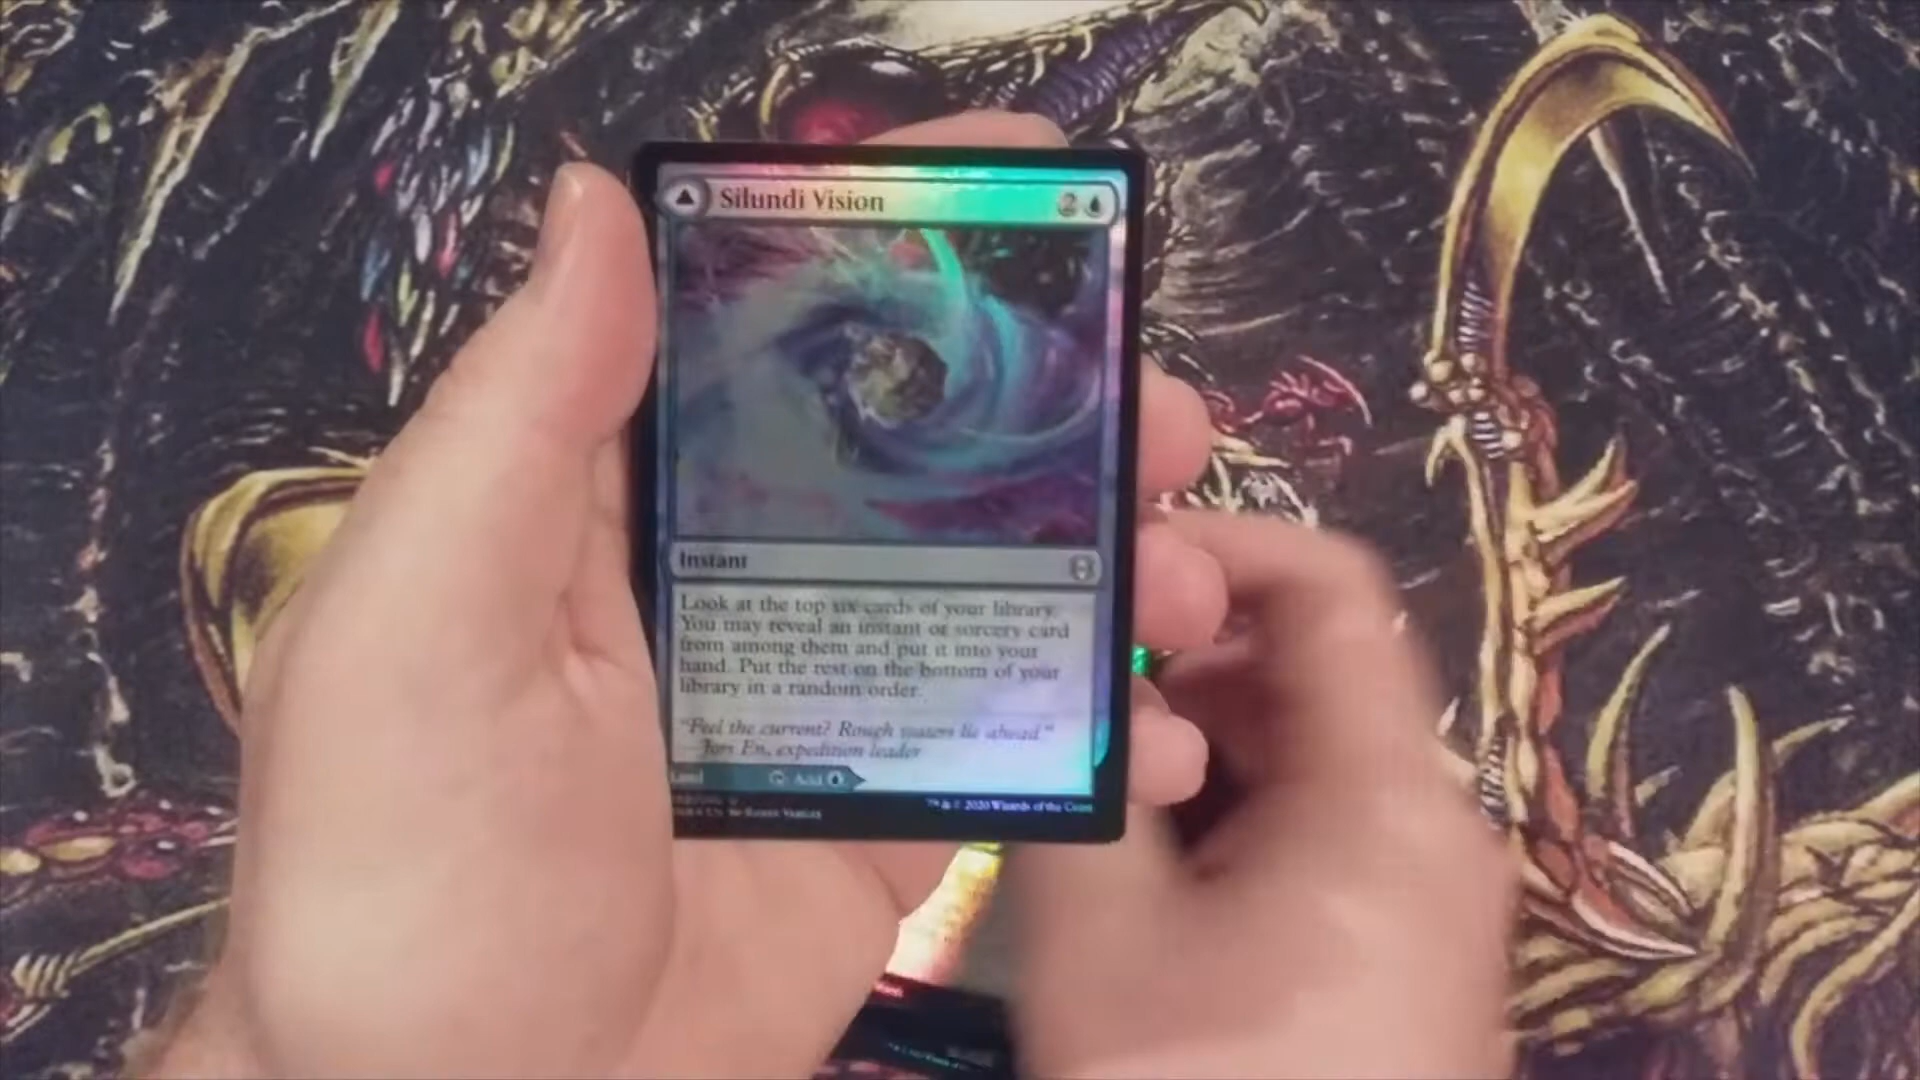 Silundi Vision
2
Instant
Look at the top six cards of your library.
You may reveal an instant or sorcery card
from among them and put it into your
hand. Put the rest on the bottom of your
library in a random order.
"Feel the current? Rough waters lie ahead."
—Jors En, expedition leader
Land
Add
™ & © 2020 Wizards of the Coast